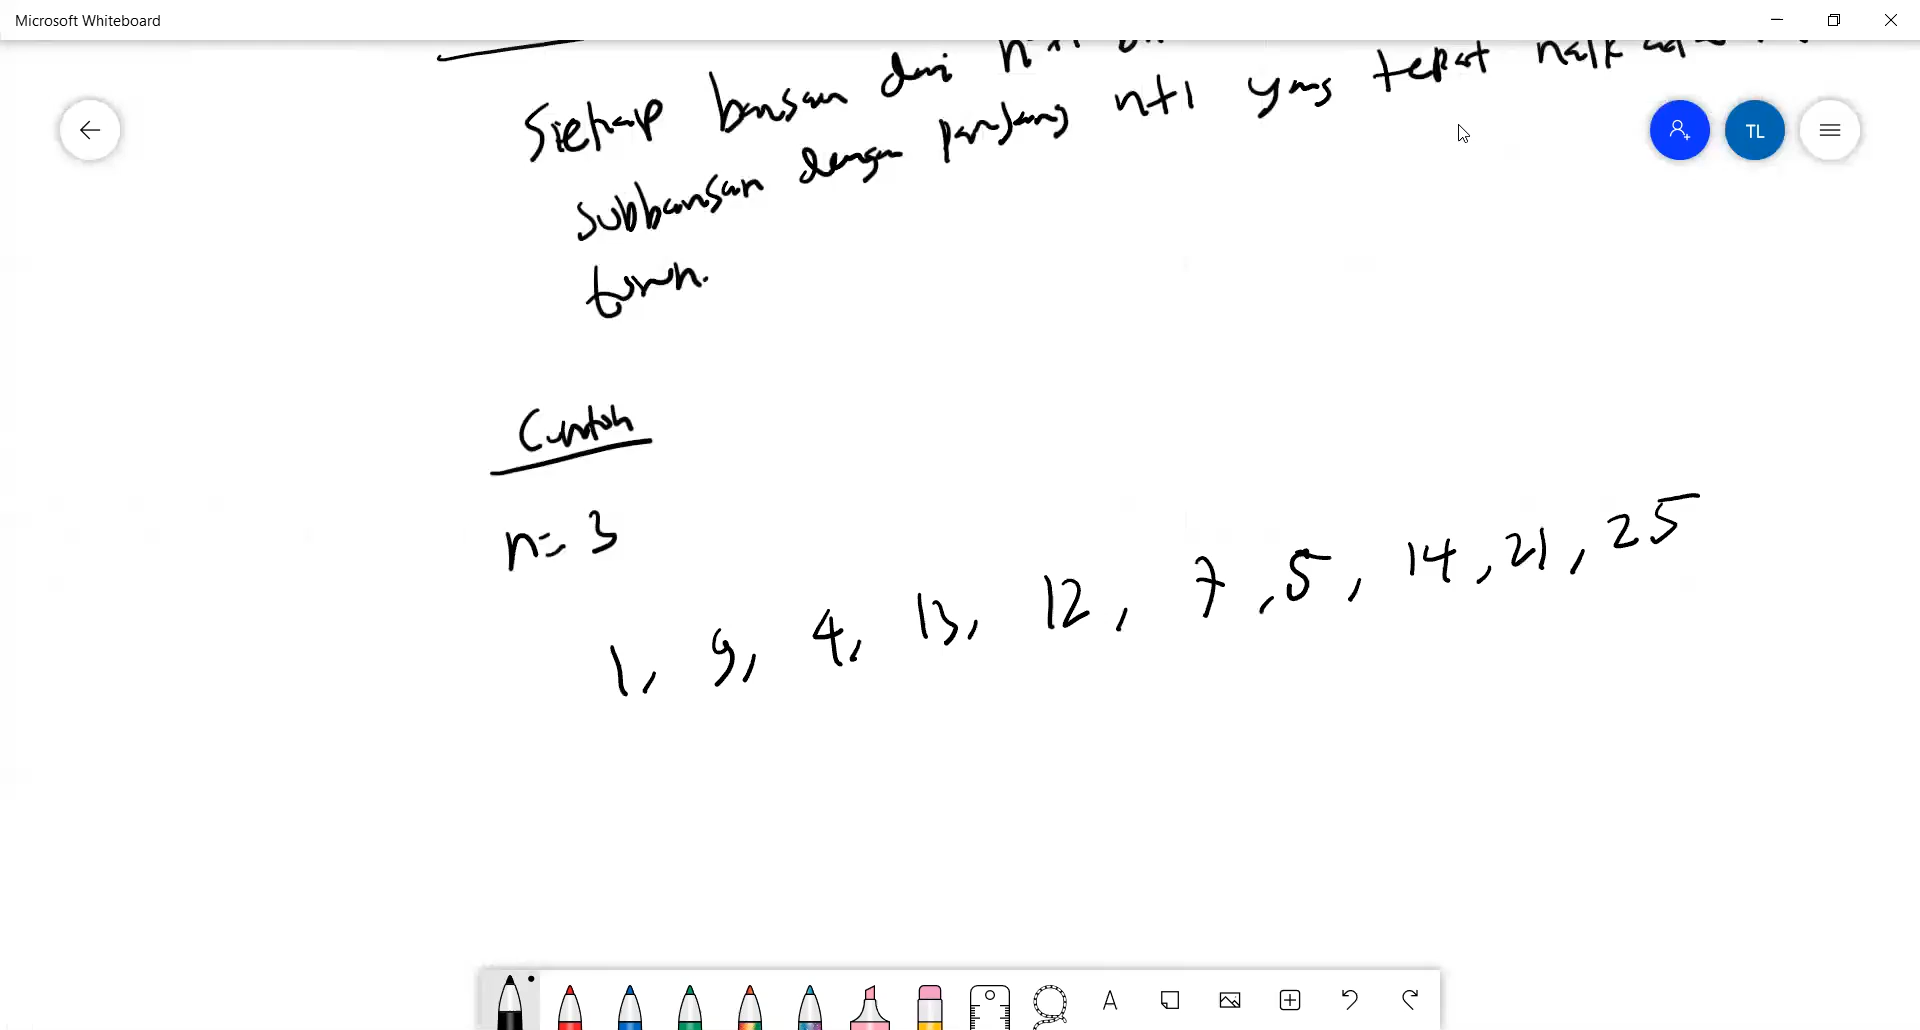 Microsoft Whiteboard
Setiap barisan dari
subbarisan dengan panjang n+1 yang tepat naik
turun.
TL
Contoh
n= 3
1, 9, 4, 13, 12, 7, 5, 14, 21, 25
A